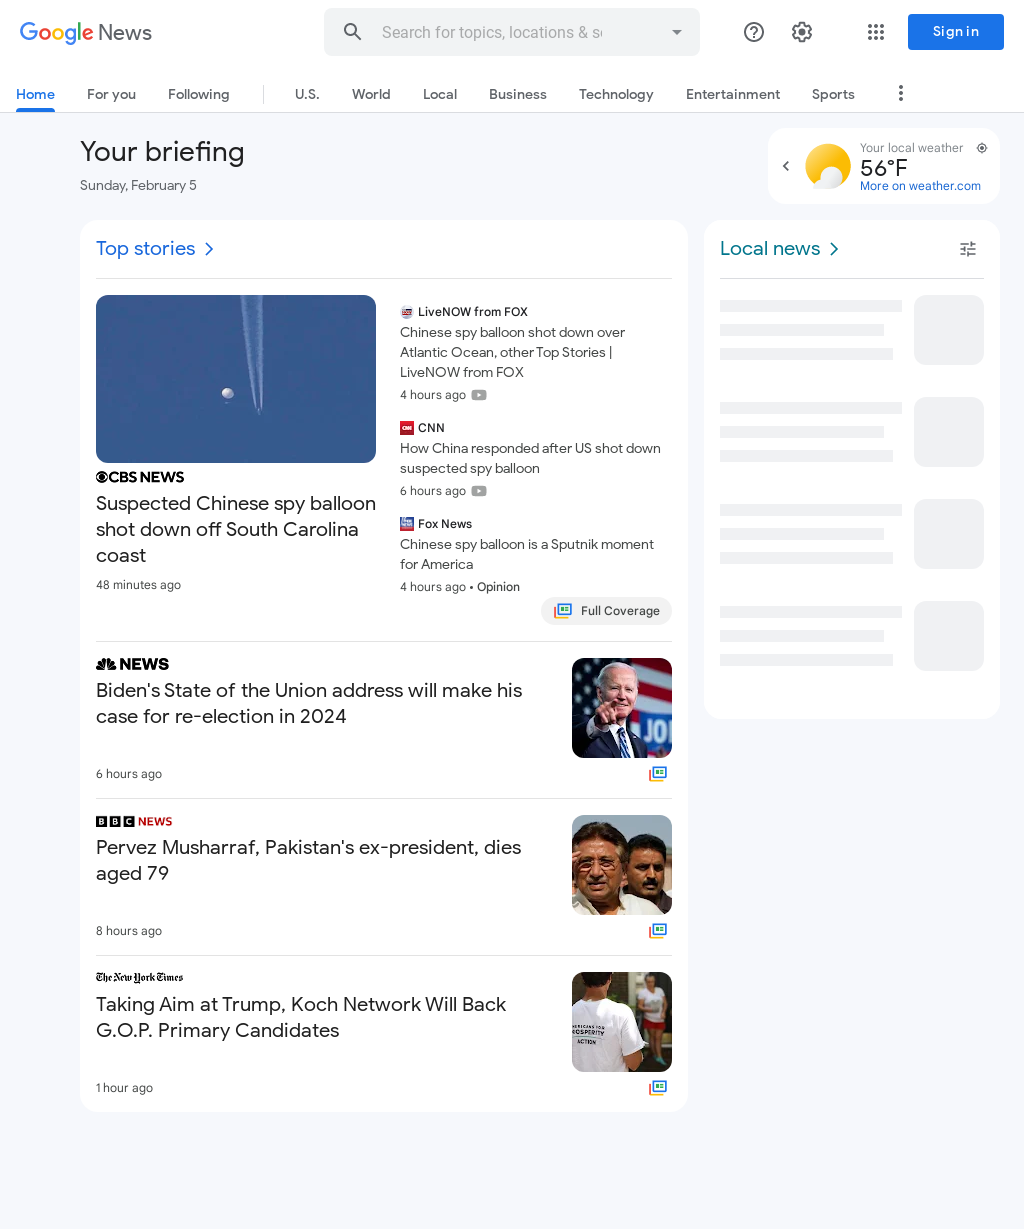 Google News
Search for topics, locations & so
Sign in
Home
For you
Following
U.S.
World
Local
Business
Technology
Entertainment
Sports
Your briefing
Sunday, February 5
Your local weather
56°F
More on weather.com
Top stories
CBS NEWS
Suspected Chinese spy balloon
shot down off South Carolina
coast
48 minutes ago
LiveNOW from FOX
Chinese spy balloon shot down over
Atlantic Ocean, other Top Stories |
LiveNOW from FOX
4 hours ago
CNN
How China responded after US shot down
suspected spy balloon
6 hours ago
Fox News
Chinese spy balloon is a Sputnik moment
for America
4 hours ago • Opinion
Full Coverage
NEWS
Biden's State of the Union address will make his
case for re-election in 2024
6 hours ago
BBC NEWS
Pervez Musharraf, Pakistan's ex-president, dies
aged 79
8 hours ago
The New York Times
Taking Aim at Trump, Koch Network Will Back
G.O.P. Primary Candidates
1 hour ago
PROSPERITY
ACTION
Local news